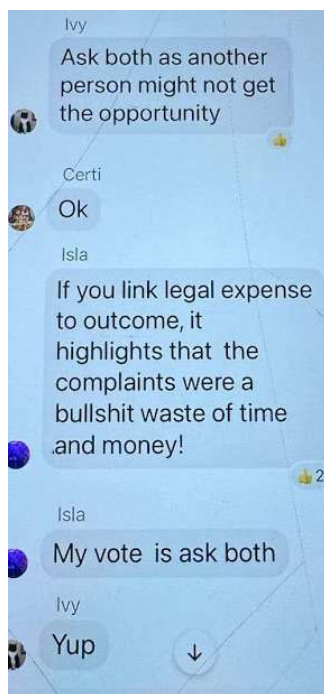 Ivy
Ask both as another
person might not get
the opportunity
Certi
Ok
Isla
If you link legal expense
to outcome, it
highlights that the
complaints were a
bullshit waste of time
.and money!
2
Isla
My vote is ask both
Ivy
Yup